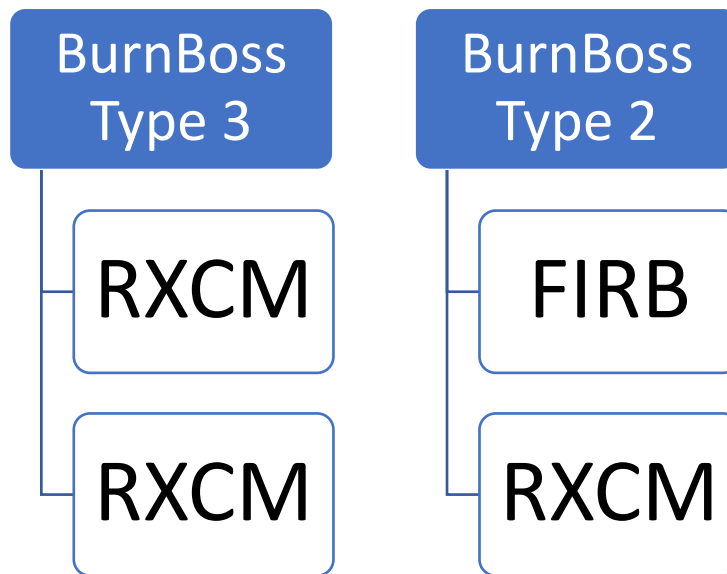 BurnBoss
Type 3
RXCM
RXCM
BurnBoss
Type 2
FIRB
RXCM